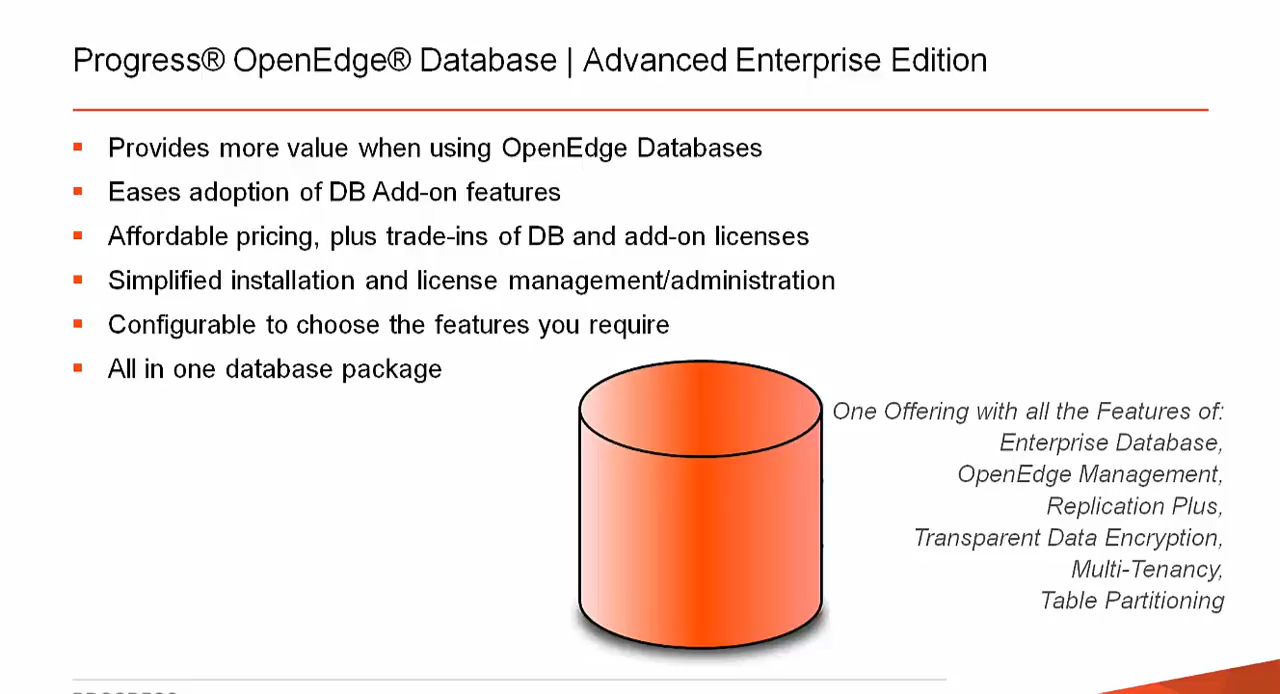 Progress® OpenEdge® Database | Advanced Enterprise Edition
Provides more value when using OpenEdge Databases
Eases adoption of DB Add-on features
Affordable pricing, plus trade-ins of DB and add-on licenses
Simplified installation and license management/administration
Configurable to choose the features you require
All in one database package
One Offering with all the Features of:
Enterprise Database,
OpenEdge Management,
Replication Plus,
Transparent Data Encryption,
Multi-Tenancy,
Table Partitioning